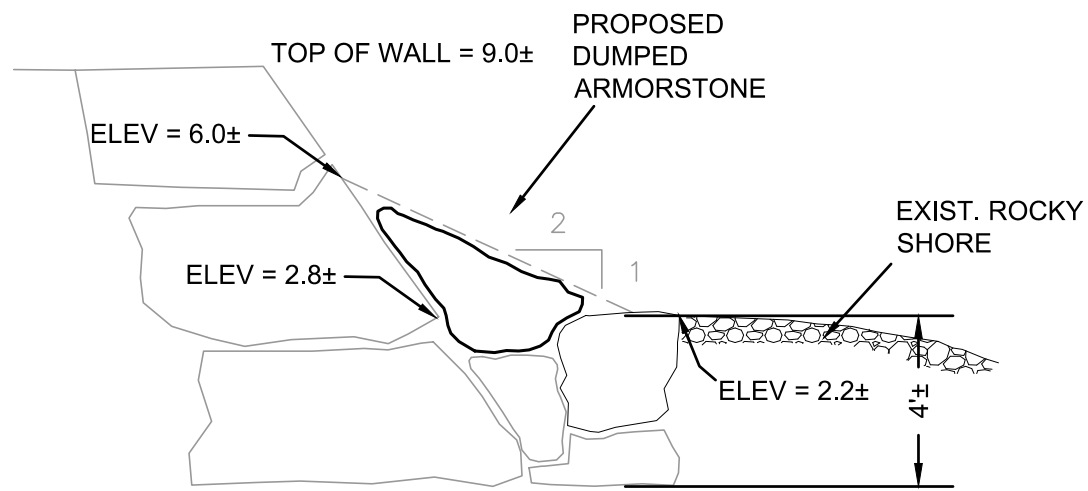 PROPOSED
DUMPED
ARMORSTONE
TOP OF WALL = 9.0±
ELEV = 6.0±
2
1
EXIST. ROCKY
SHORE
ELEV = 2.8±
ELEV = 2.2±
4'±